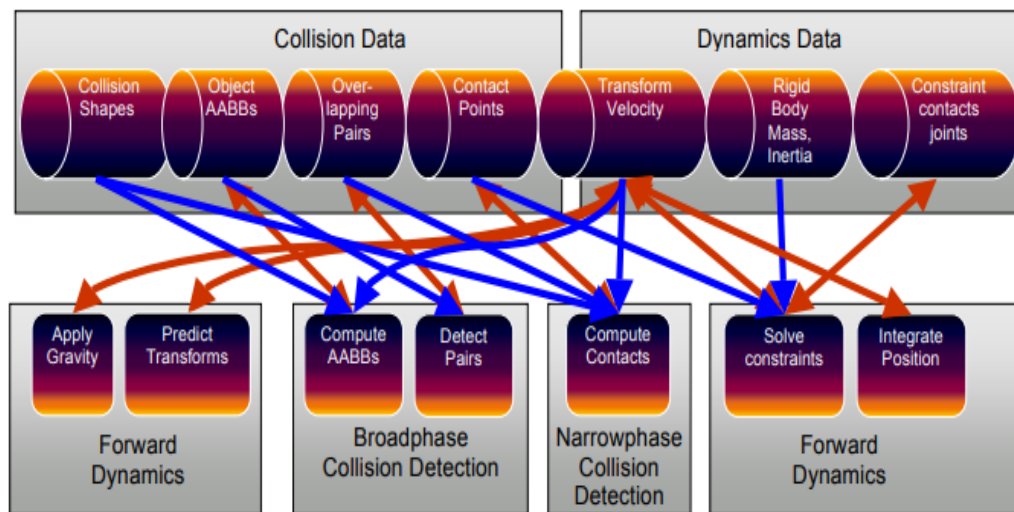 Collision Data
Dynamics Data
Collision
Shapes
Object
AABBs
Over-
lapping
Pairs
Contact
Points
Transform
Velocity
Rigid
Body
Mass,
Inertia
Constraint
contacts
joints
Apply
Gravity
Predict
Transforms
Compute
AABBs
Detect
Pairs
Compute
Contacts
Solve
constraints
Integrate
Position
Forward
Dynamics
Broadphase
Collision Detection
Narrowphase
Collision
Detection
Forward
Dynamics